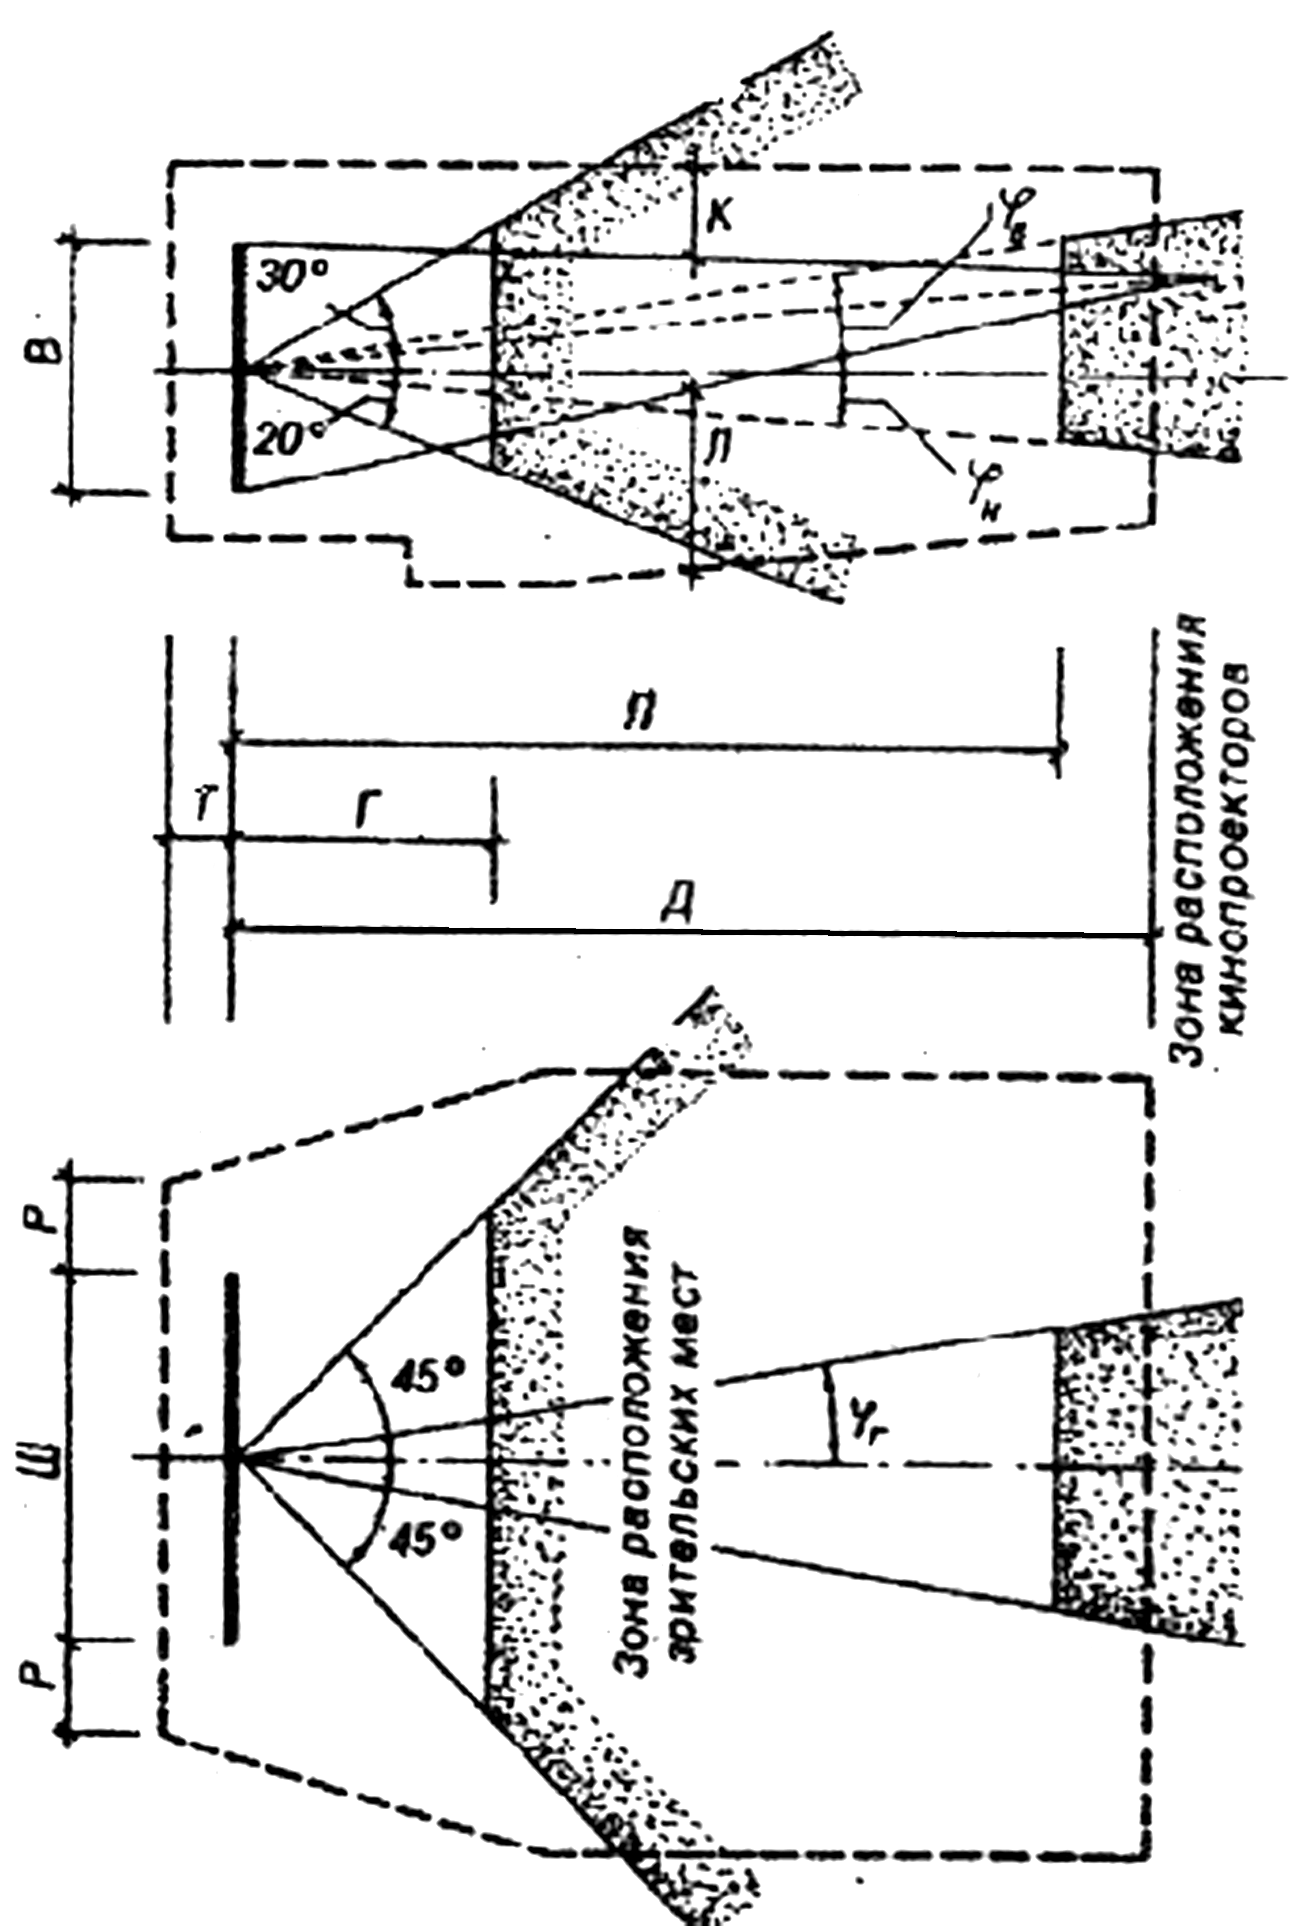 К
φв
30°
В
20°
Л
φн
П
Т
Г
Д
Зона расположения
кинопроекторов
Р
45°
Ш
φг
45°
Зона расположения
зрительских мест
Р